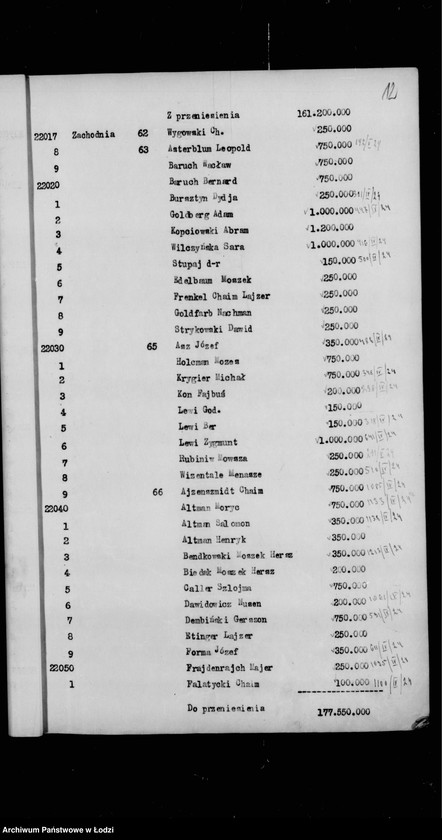 12
Z przeniesienia 161.200.000
22017 Zachodnia 62 Wygowski Ch. 250.000
8 63 Asterblum Leopold 750.000
9 Baruch Wacław 750.000
22020 Baruch Bernard 750.000
1 Bursztyn Dydja 250.000
2 Goldberg Adam 1.000.000
3 Kopciowski Abram 1.200.000
4 Wilczyńska Sara 1.000.000
5 Stupaj d-r 150.000
6 Edelbaum Moszek 250.000
7 Frenkel Chaim Lajzer 250.000
8 Goldfarb Nachman 250.000
9 Strykowski Dawid 250.000
22030 65 Asz Józef 350.000
1 Holcman Mozes 750.000
2 Krygier Michał 750.000
3 Kon Fajbuś 200.000
4 Lewi God. 150.000
5 Lewi Ber 150.000
6 Lewi Zygmunt 1.000.000
7 Rubiniw Mowsza 250.000
8 Wizentale Menasze 250.000
9 66 Ajzenszmidt Chaim 750.000
22040 Altman Moryc 750.000
1 Altman Salomon 350.000
2 Altman Henryk 350.000
3 Bendkowski Moszek Hersz 350.000
4 Biedak Moszek Hersz 200.000
5 Caller Szlojma 750.000
6 Dawidowicz Nusen 200.000
7 Dembiński Gerszon 750.000
8 Etinger Lajzer 250.000
9 Forma Józef 350.000
22050 Frajdenrajch Majer 250.000
1 Falatycki Chaim 100.000
Do przeniesienia 177.550.000
Archiwum Państwowe w Łodzi